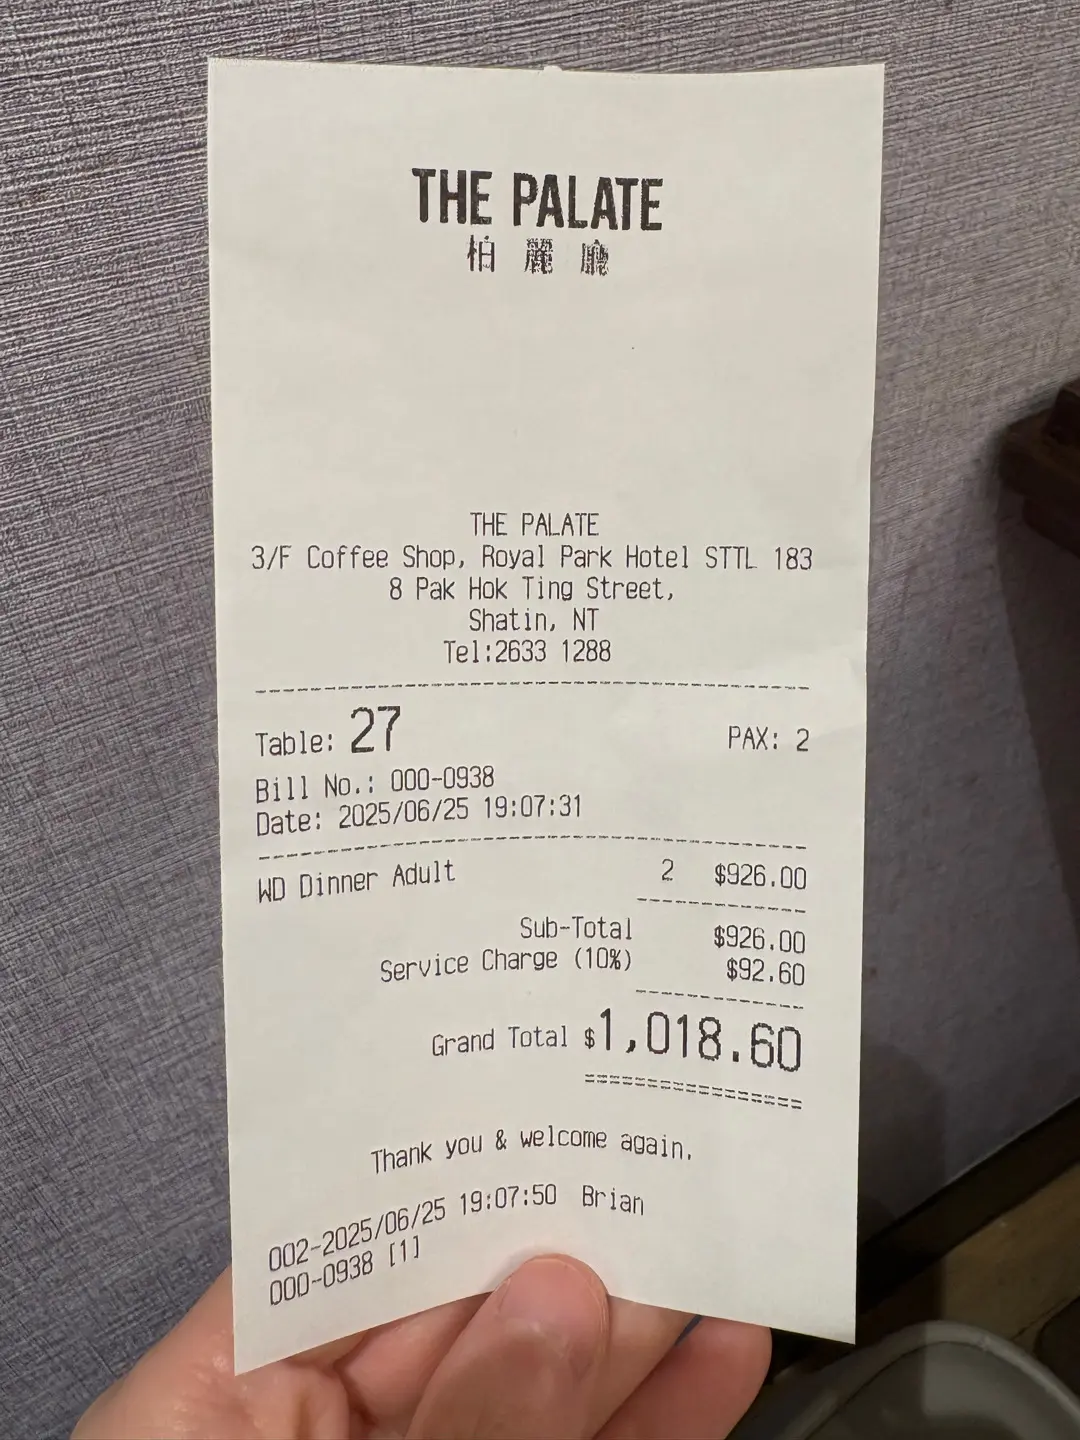 THE PALATE
柏麗廳
THE PALATE
3/F Coffee Shop, Royal Park Hotel STTL 183
8 Pak Hok Ting Street,
Shatin, NT
Tel:2633 1288
Table: 27 PAX: 2
Bill No.: 000-0938
Date: 2025/06/25 19:07:31
WD Dinner Adult 2 $926.00
Sub-Total $926.00
Service Charge (10%) $92.60
Grand Total $1,018.60
Thank you & welcome again.
002-2025/06/25 19:07:50 Brian
000-0938 [1]